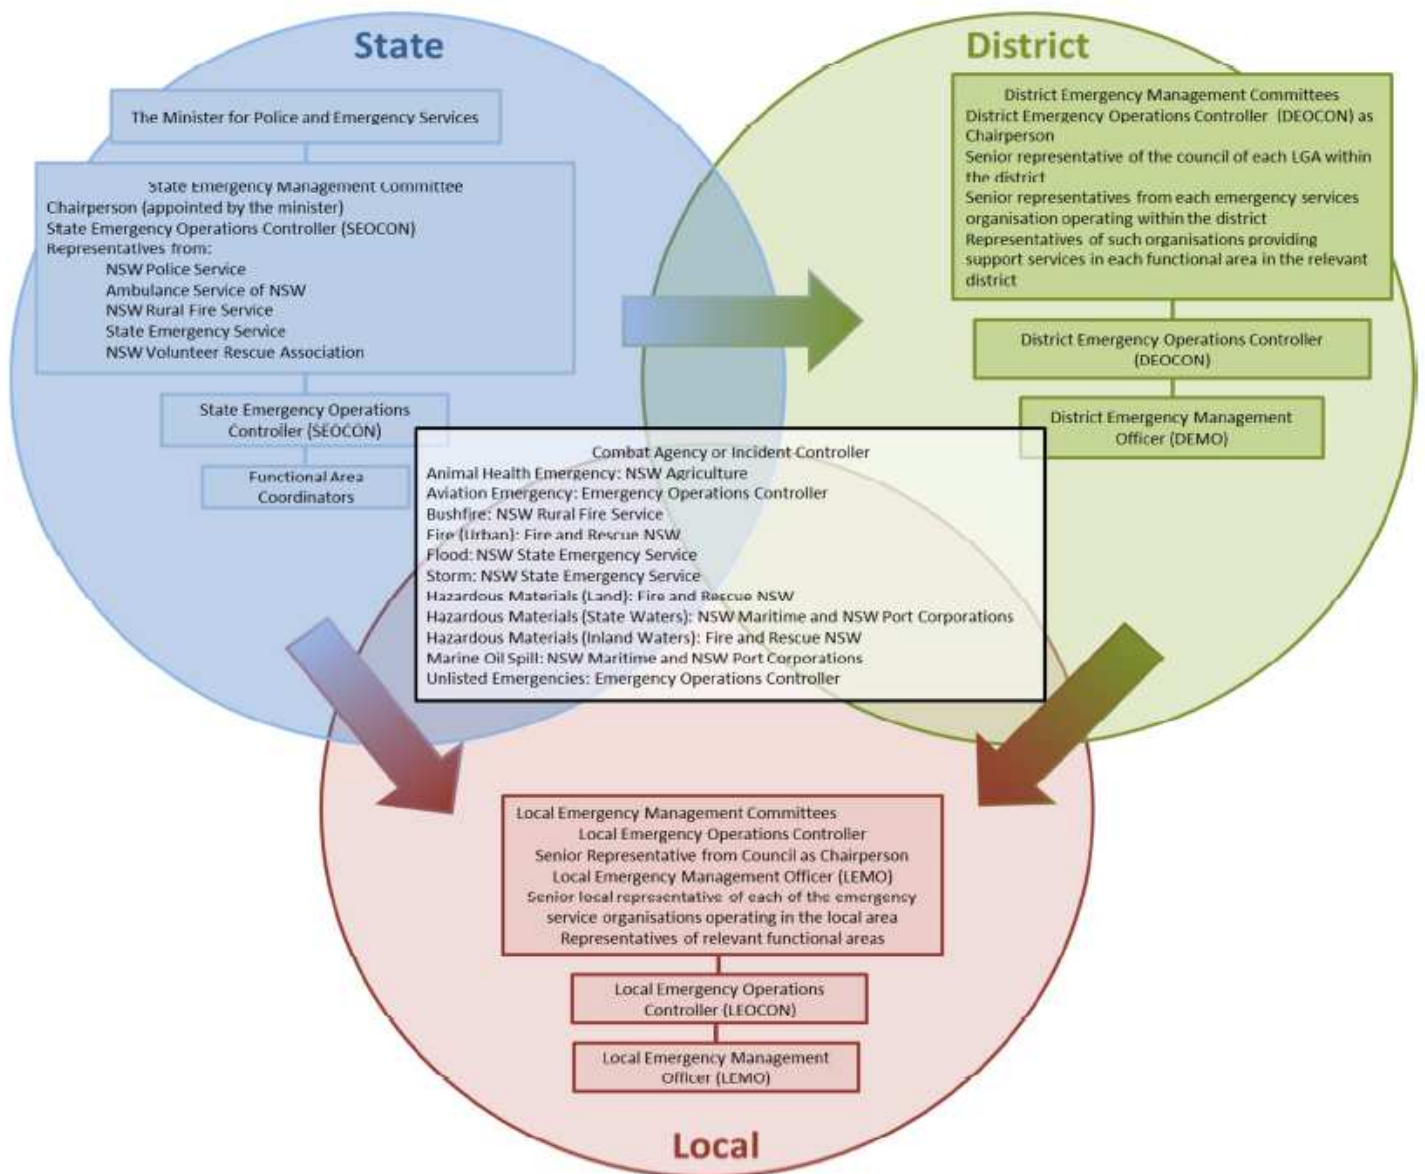 State
The Minister for Police and Emergency Services
State Emergency Management Committee
Chairperson (appointed by the minister)
State Emergency Operations Controller (SEOCON)
Representatives from:
NSW Police Service
Ambulance Service of NSW
NSW Rural Fire Service
State Emergency Service
NSW Volunteer Rescue Association
State Emergency Operations
Controller (SEOCON)
Functional Area
Coordinators
District
District Emergency Management Committees
District Emergency Operations Controller (DEOCON) as
Chairperson
Senior representative of the council of each LGA within
the district
Senior representatives from each emergency services
organisation operating within the district
Representatives of such organisations providing
support services in each functional area in the relevant
district
District Emergency Operations Controller
(DEOCON)
District Emergency Management
Officer (DEMO)
Combat Agency or Incident Controller
Animal Health Emergency: NSW Agriculture
Aviation Emergency: Emergency Operations Controller
Bushfire: NSW Rural Fire Service
Fire (Urban): Fire and Rescue NSW
Flood: NSW State Emergency Service
Storm: NSW State Emergency Service
Hazardous Materials (Land): Fire and Rescue NSW
Hazardous Materials (State Waters): NSW Maritime and NSW Port Corporations
Hazardous Materials (Inland Waters): Fire and Rescue NSW
Marine Oil Spill: NSW Maritime and NSW Port Corporations
Unlisted Emergencies: Emergency Operations Controller
Local Emergency Management Committees
Local Emergency Operations Controller
Senior Representative from Council as Chairperson
Local Emergency Management Officer (LEMO)
Senior local representative of each of the emergency
service organisations operating in the local area
Representatives of relevant functional areas
Local Emergency Operations
Controller (LEOCON)
Local Emergency Management
Officer (LEMO)
Local